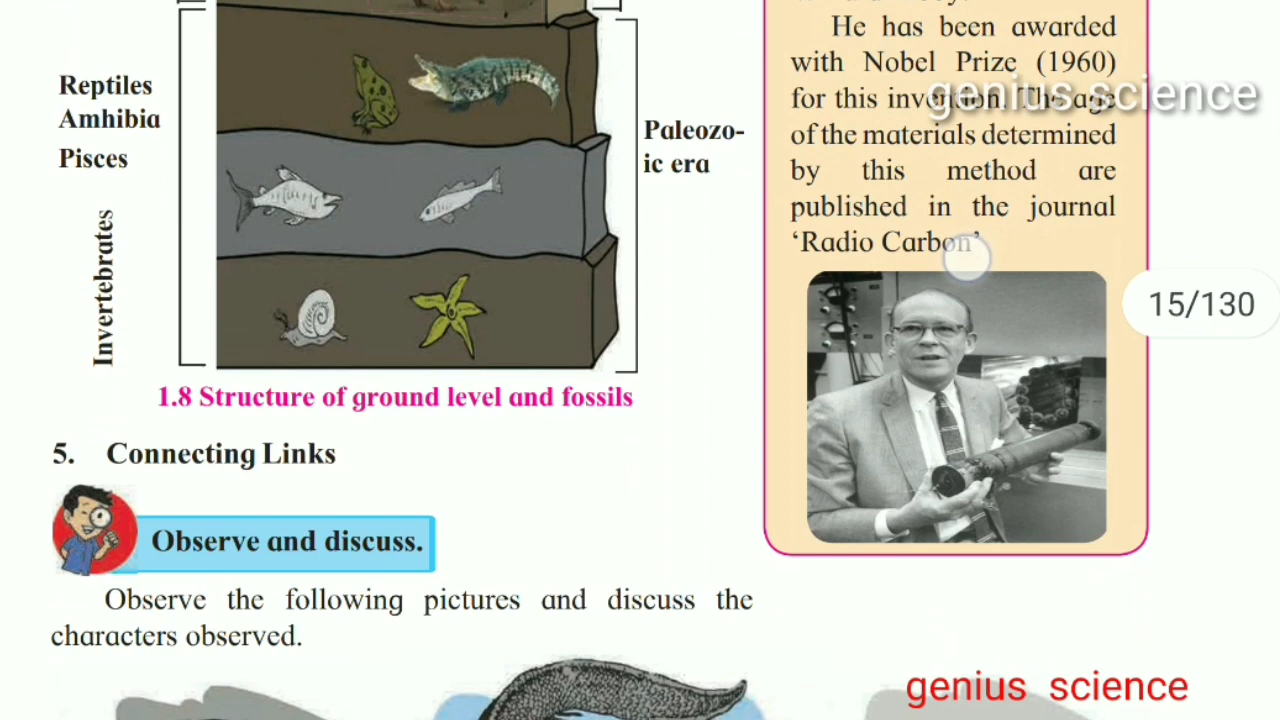 Reptiles
Amhibia
Pisces
Invertebrates
Paleozo-
ic era
1.8 Structure of ground level and fossils
5. Connecting Links
Observe and discuss.
Observe the following pictures and discuss the
characters observed.
He has been awarded
with Nobel Prize (1960)
for this invention. The age
of the materials determined
by this method are
published in the journal
‘Radio Carbon’
genius science
15/130
genius science